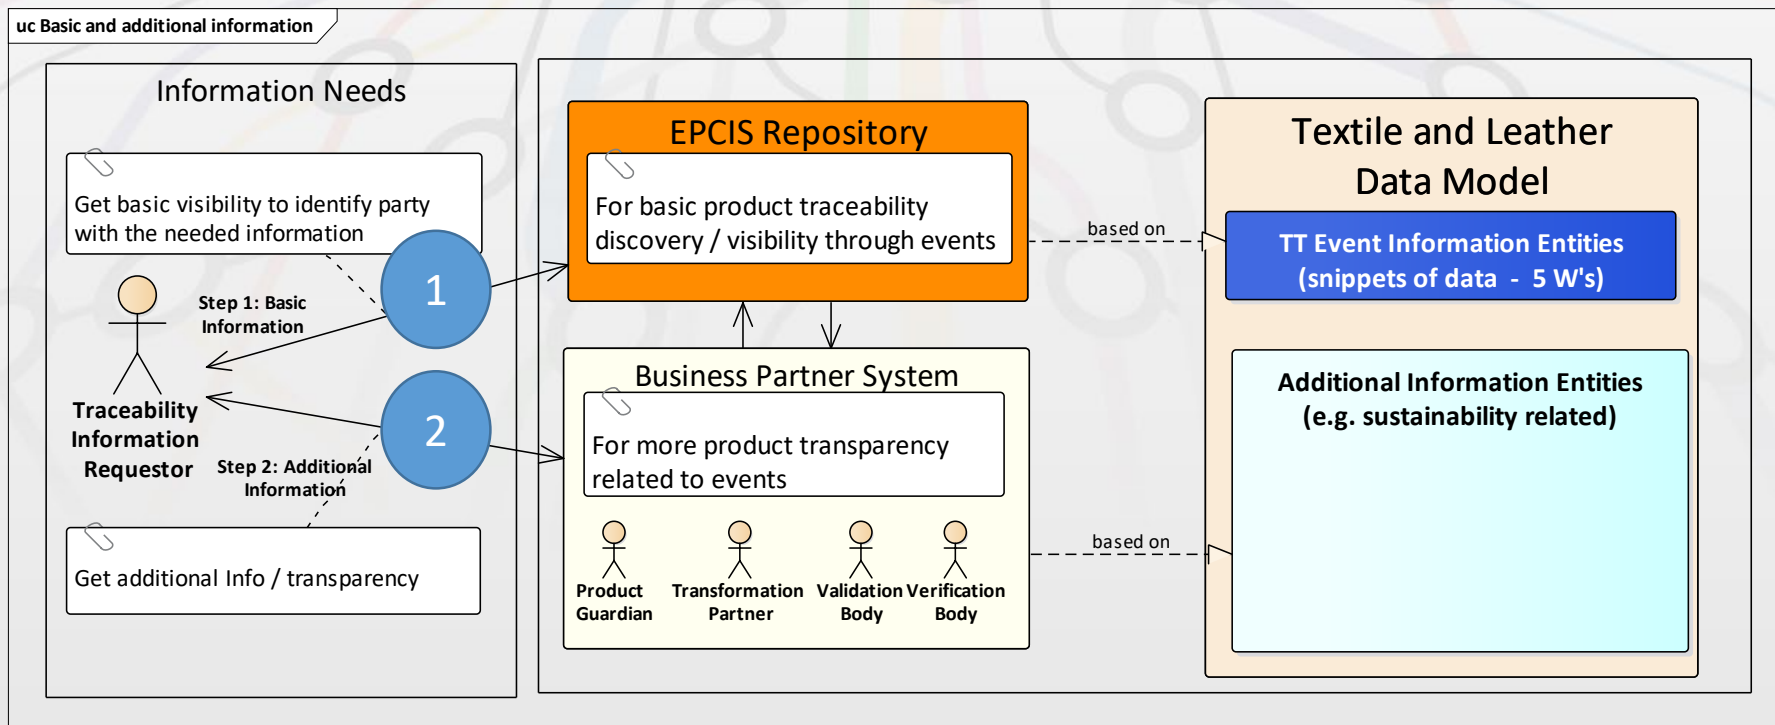 uc Basic and additional information
Information Needs
Get basic visibility to identify party
with the needed information
1
Step 1: Basic
Information
2
Traceability
Information
Requestor
Step 2: Additional
Information
Get additional Info / transparency
EPCIS Repository
For basic product traceability
discovery / visibility through events
Business Partner System
For more product transparency
related to events
Product
Guardian
Transformation
Partner
Validation
Body
Verification
Body
based on
based on
Textile and Leather
Data Model
TT Event Information Entities
(snippets of data - 5 W's)
Additional Information Entities
(e.g. sustainability related)